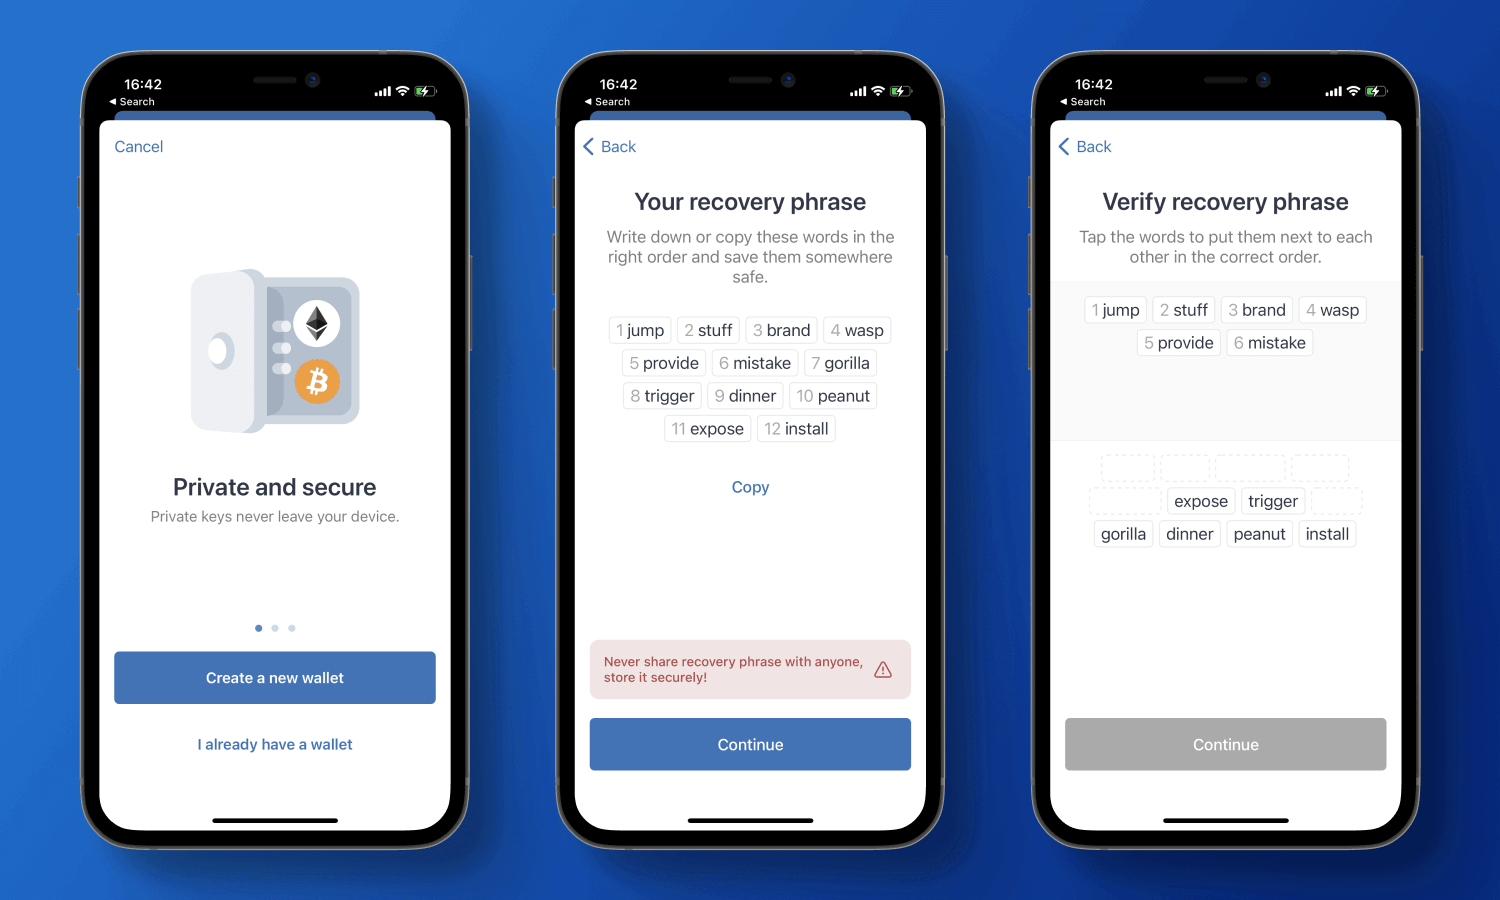 16:42
◀ Search
Cancel
Private and secure
Private keys never leave your device.
Create a new wallet
I already have a wallet
16:42
◀ Search
Back
Your recovery phrase
Write down or copy these words in the
right order and save them somewhere
safe.
1 jump 2 stuff 3 brand 4 wasp
5 provide 6 mistake 7 gorilla
8 trigger 9 dinner 10 peanut
11 expose 12 install
Copy
Never share recovery phrase with anyone,
store it securely!
Continue
16:42
◀ Search
Back
Verify recovery phrase
Tap the words to put them next to each
other in the correct order.
1 jump 2 stuff 3 brand 4 wasp
5 provide 6 mistake
expose trigger
gorilla dinner peanut install
Continue